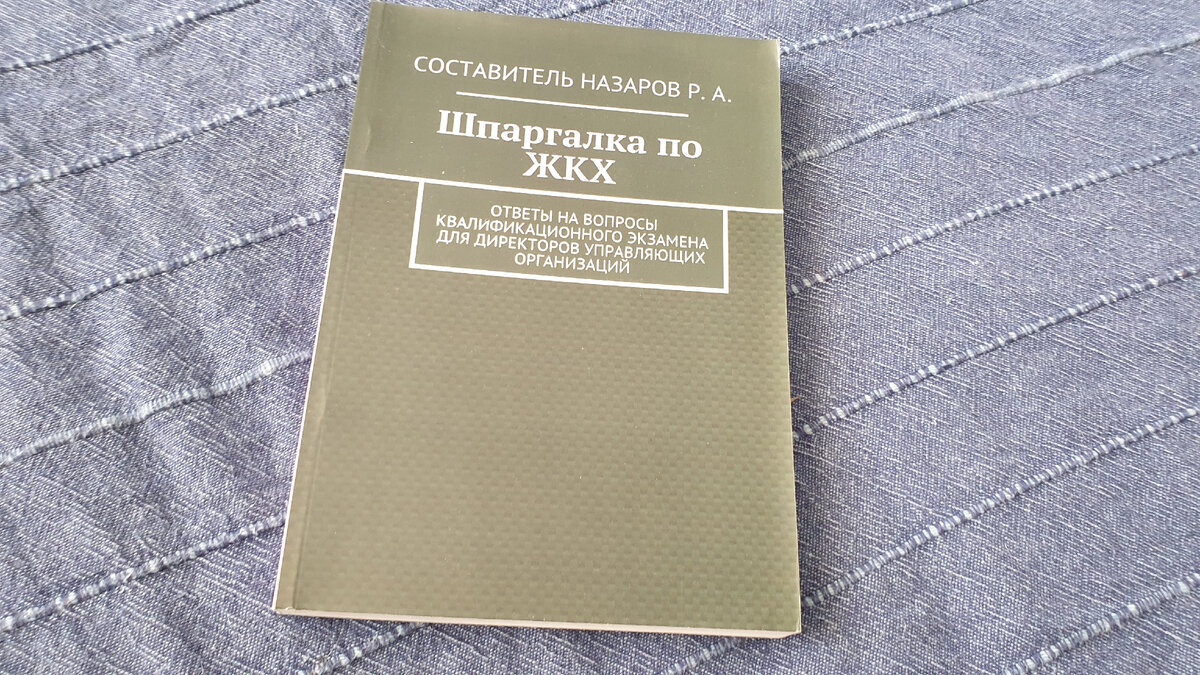 СОСТАВИТЕЛЬ НАЗАРОВ Р. А.
Шпаргалка по
ЖКХ
ОТВЕТЫ НА ВОПРОСЫ
КВАЛИФИКАЦИОННОГО ЭКЗАМЕНА
ДЛЯ ДИРЕКТОРОВ УПРАВЛЯЮЩИХ
ОРГАНИЗАЦИЙ